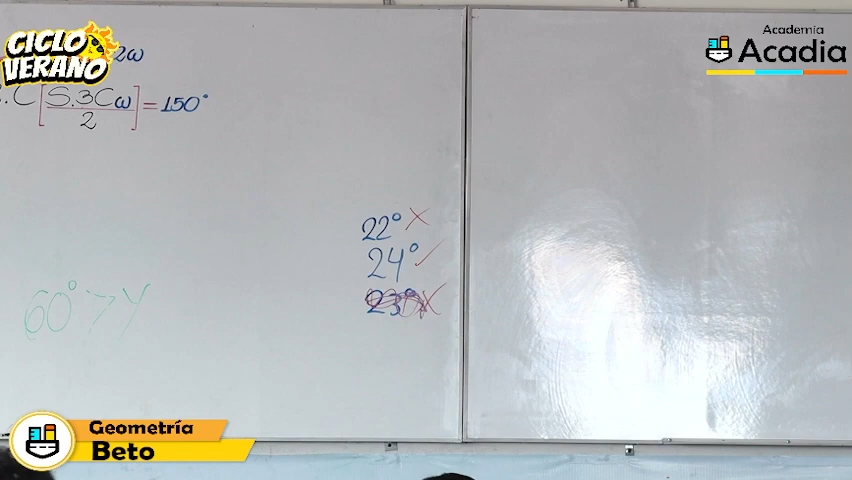 CICLO
VERANO
2ω
C[S.3Cω/2]=150°
22° X
24° ✓
60°>Y
Academia
Acadia
Geometría
Beto